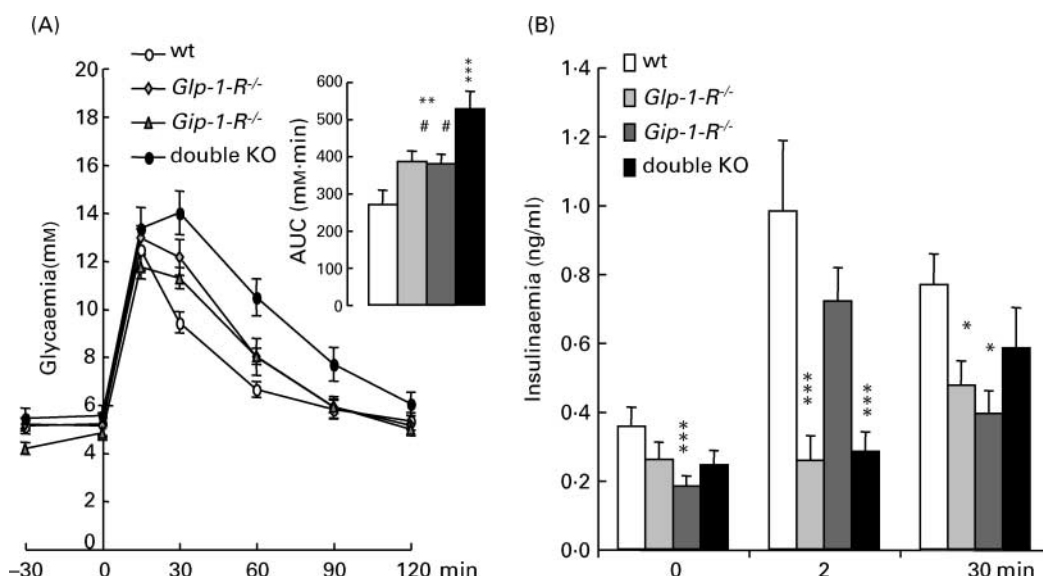 (A)
wt
Glp-1-R-/-
Gip-1-R-/-
double KO
20
18
16
14
12
10
8
6
4
2
0
Glycaemia(mM)
–30
0
30
60
90
120 min
600
500
400
300
200
100
0
AUC (mM·min)
**
# #
***
(B)
wt
Glp-1-R-/-
Gip-1-R-/-
double KO
1·4
1·2
1·0
0·8
0·6
0·4
0·2
0·0
Insulinaemia (ng/ml)
***
***
***
*
*
0
2
30 min